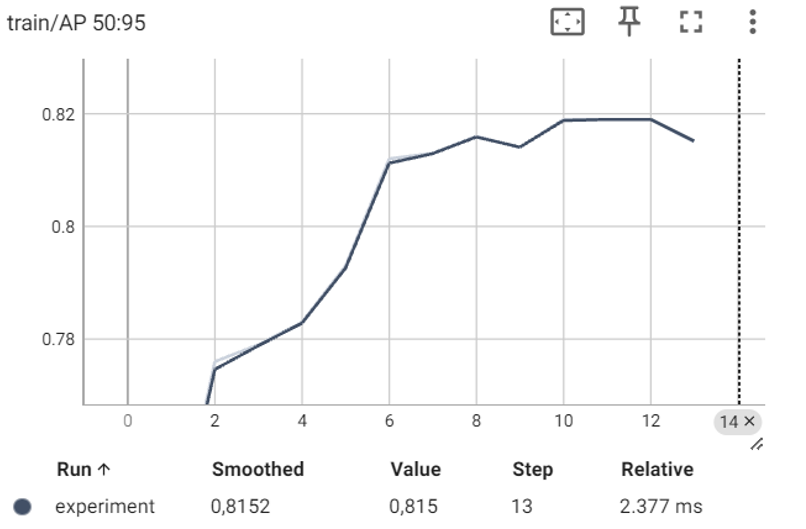 train/AP 50:95
0.82
0.8
0.78
0 2 4 6 8 10 12 14 ×
Run ↑ Smoothed Value Step Relative
experiment 0,8152 0,815 13 2.377 ms